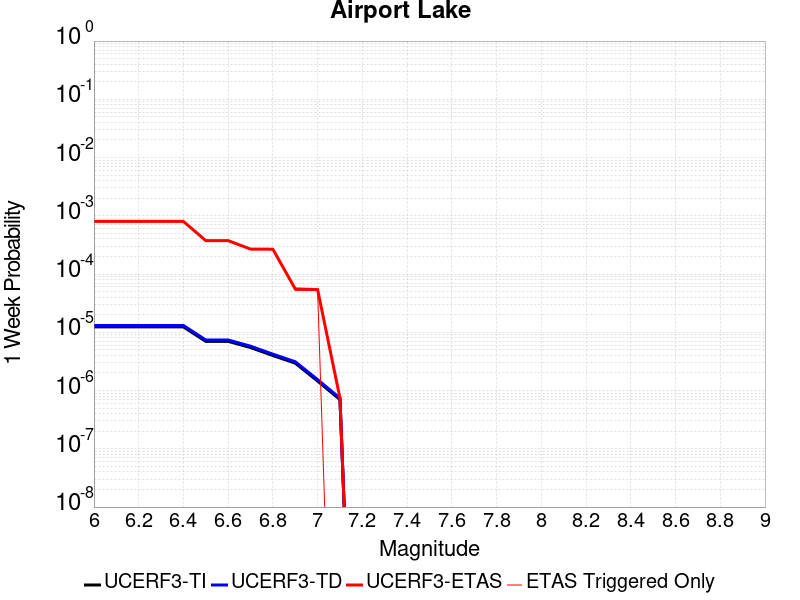 Airport Lake
1 Week Probability
10^0
10^-1
10^-2
10^-3
10^-4
10^-5
10^-6
10^-7
10^-8
6 6.2 6.4 6.6 6.8 7 7.2 7.4 7.6 7.8 8 8.2 8.4 8.6 8.8 9
Magnitude
UCERF3-TI UCERF3-TD UCERF3-ETAS ETAS Triggered Only